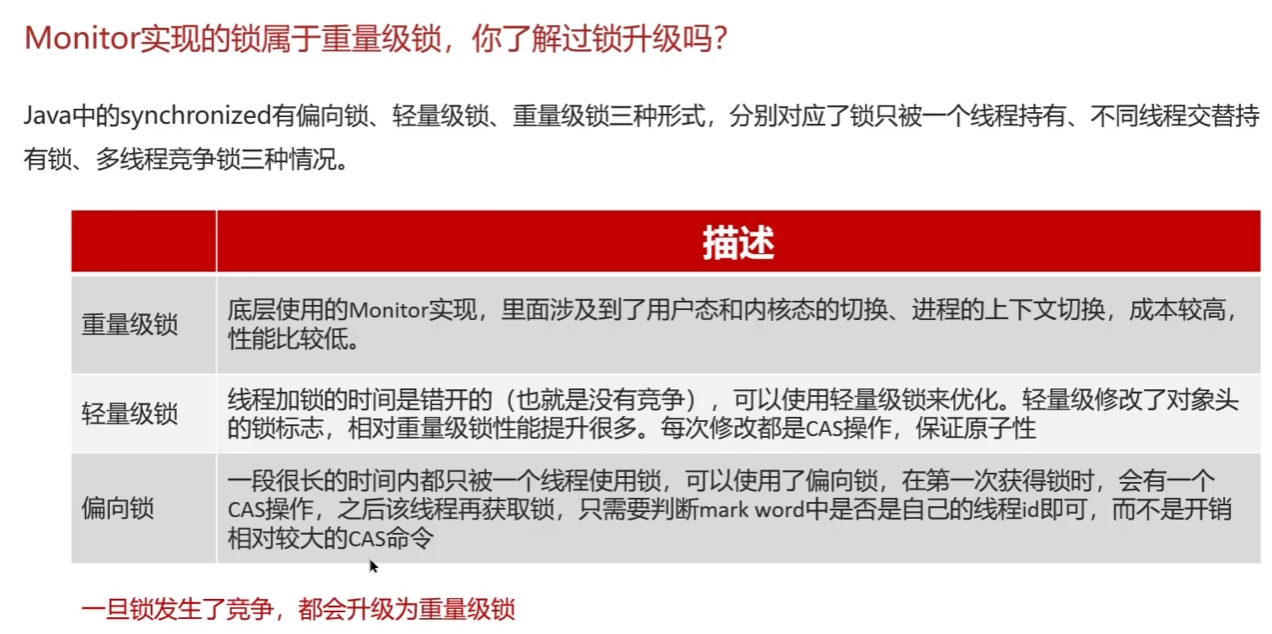 Monitor实现的锁属于重量级锁，你了解过锁升级吗？
Java中的synchronized有偏向锁、轻量级锁、重量级锁三种形式，分别对应了锁只被一个线程持有、不同线程交替持
有锁、多线程竞争锁三种情况。
描述
重量级锁
底层使用的Monitor实现，里面涉及到了用户态和内核态的切换、进程的上下文切换，成本较高，
性能比较低。
轻量级锁
线程加锁的时间是错开的（也就是没有竞争），可以使用轻量级锁来优化。轻量级修改了对象头
的锁标志，相对重量级锁性能提升很多。每次修改都是CAS操作，保证原子性
偏向锁
一段很长的时间内都只被一个线程使用锁，可以使用了偏向锁，在第一次获得锁时，会有一个
CAS操作，之后该线程再获取锁，只需要判断mark word中是否是自己的线程id即可，而不是开销
相对较大的CAS命令
一旦锁发生了竞争，都会升级为重量级锁